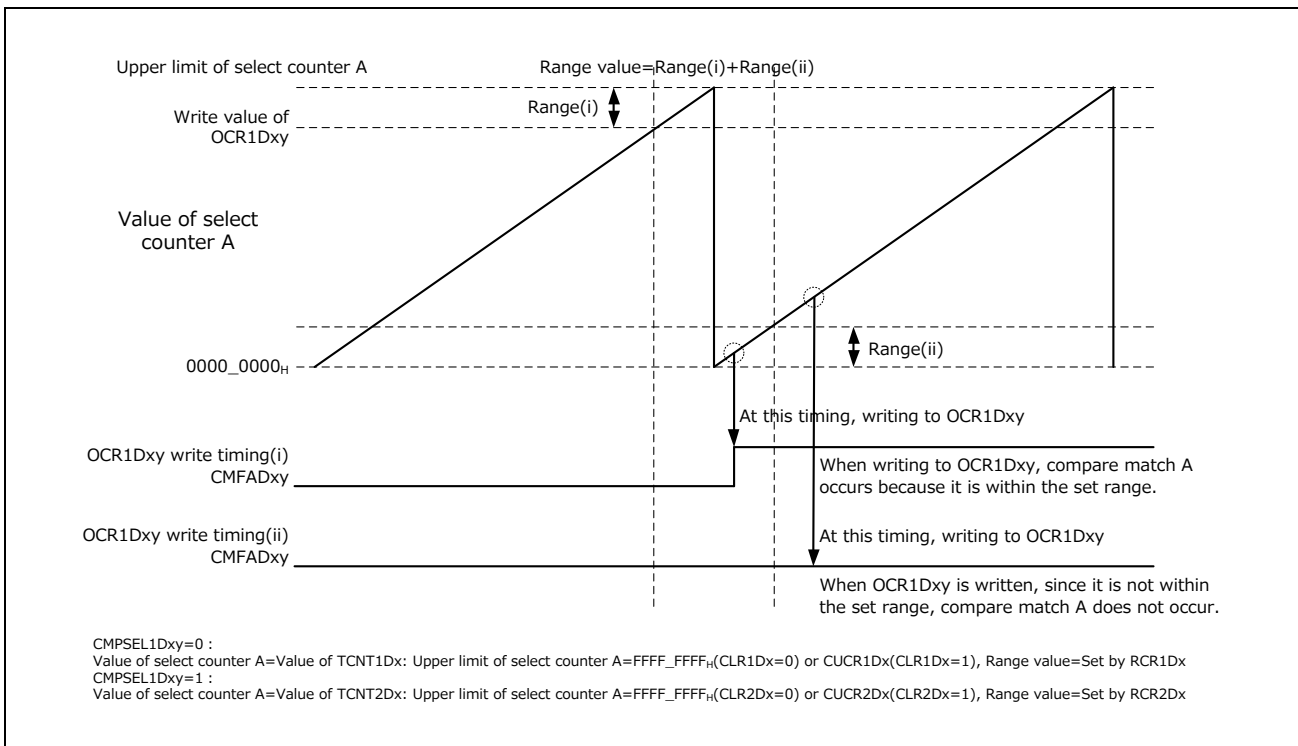 Upper limit of select counter A
Range value=Range(i)+Range(ii)
Range(i)
Write value of
OCR1Dxy
Value of select
counter A
Range(ii)
0000_0000H
At this timing, writing to OCR1Dxy
OCR1Dxy write timing(i)
CMFADxy
When writing to OCR1Dxy, compare match A
occurs because it is within the set range.
OCR1Dxy write timing(ii)
CMFADxy
At this timing, writing to OCR1Dxy
When OCR1Dxy is written, since it is not within
the set range, compare match A does not occur.
CMPSEL1Dxy=0 :
Value of select counter A=Value of TCNT1Dx: Upper limit of select counter A=FFFF_FFFFH(CLR1Dx=0) or CUCR1Dx(CLR1Dx=1), Range value=Set by RCR1Dx
CMPSEL1Dxy=1 :
Value of select counter A=Value of TCNT2Dx: Upper limit of select counter A=FFFF_FFFFH(CLR2Dx=0) or CUCR2Dx(CLR2Dx=1), Range value=Set by RCR2Dx